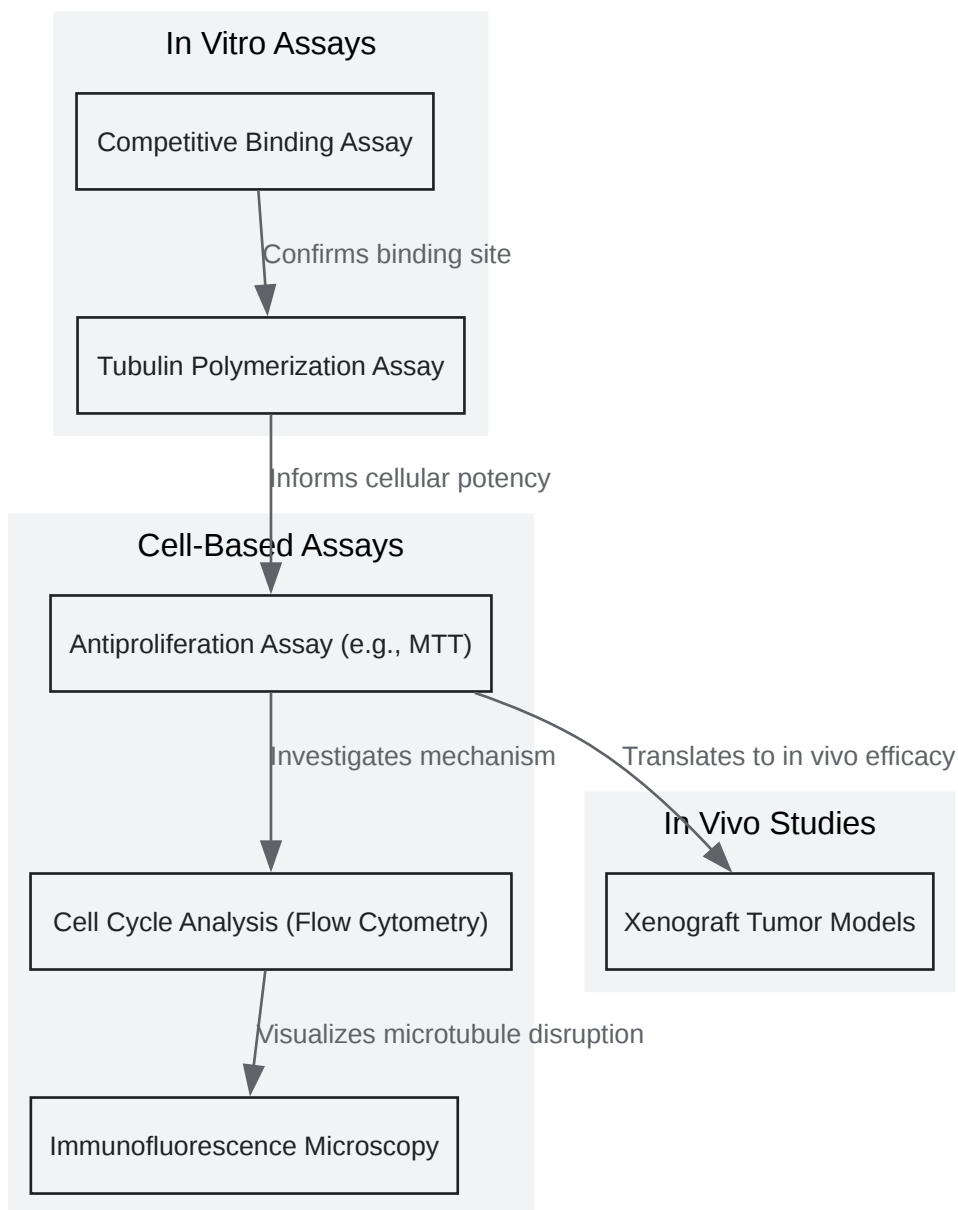 In Vitro Assays
Competitive Binding Assay
Confirms binding site
Tubulin Polymerization Assay
Informs cellular potency
Cell-Based Assays
Antiproliferation Assay (e.g., MTT)
Investigates mechanism
Translates to in vivo efficacy
In Vivo Studies
Cell Cycle Analysis (Flow Cytometry)
Xenograft Tumor Models
Visualizes microtubule disruption
Immunofluorescence Microscopy